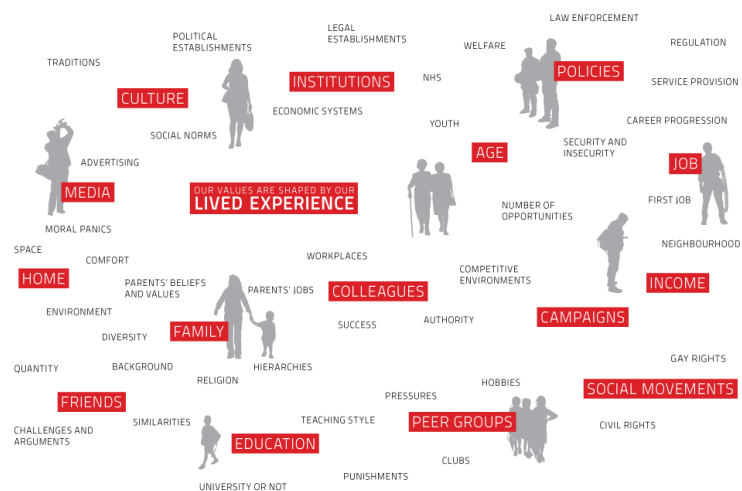 LAW ENFORCEMENT
LEGAL
ESTABLISHMENTS
POLITICAL
ESTABLISHMENTS
WELFARE
REGULATION
TRADITIONS
INSTITUTIONS
NHS
POLICIES
SERVICE PROVISION
CULTURE
ECONOMIC SYSTEMS
YOUTH
CAREER PROGRESSION
SOCIAL NORMS
AGE
SECURITY AND
INSECURITY
JOB
ADVERTISING
MEDIA
OUR VALUES ARE SHAPED BY OUR
LIVED EXPERIENCE
NUMBER OF
OPPORTUNITIES
FIRST JOB
MORAL PANICS
NEIGHBOURHOOD
SPACE
COMFORT
WORKPLACES
HOME
PARENTS' BELIEFS
AND VALUES
PARENTS' JOBS
COLLEAGUES
COMPETITIVE
ENVIRONMENTS
INCOME
ENVIRONMENT
DIVERSITY
FAMILY
SUCCESS
AUTHORITY
CAMPAIGNS
QUANTITY
BACKGROUND
HIERARCHIES
GAY RIGHTS
RELIGION
HOBBIES
SOCIAL MOVEMENTS
FRIENDS
PRESSURES
CHALLENGES AND
ARGUMENTS
SIMILARITIES
TEACHING STYLE
PEER GROUPS
CIVIL RIGHTS
EDUCATION
CLUBS
PUNISHMENTS
UNIVERSITY OR NOT